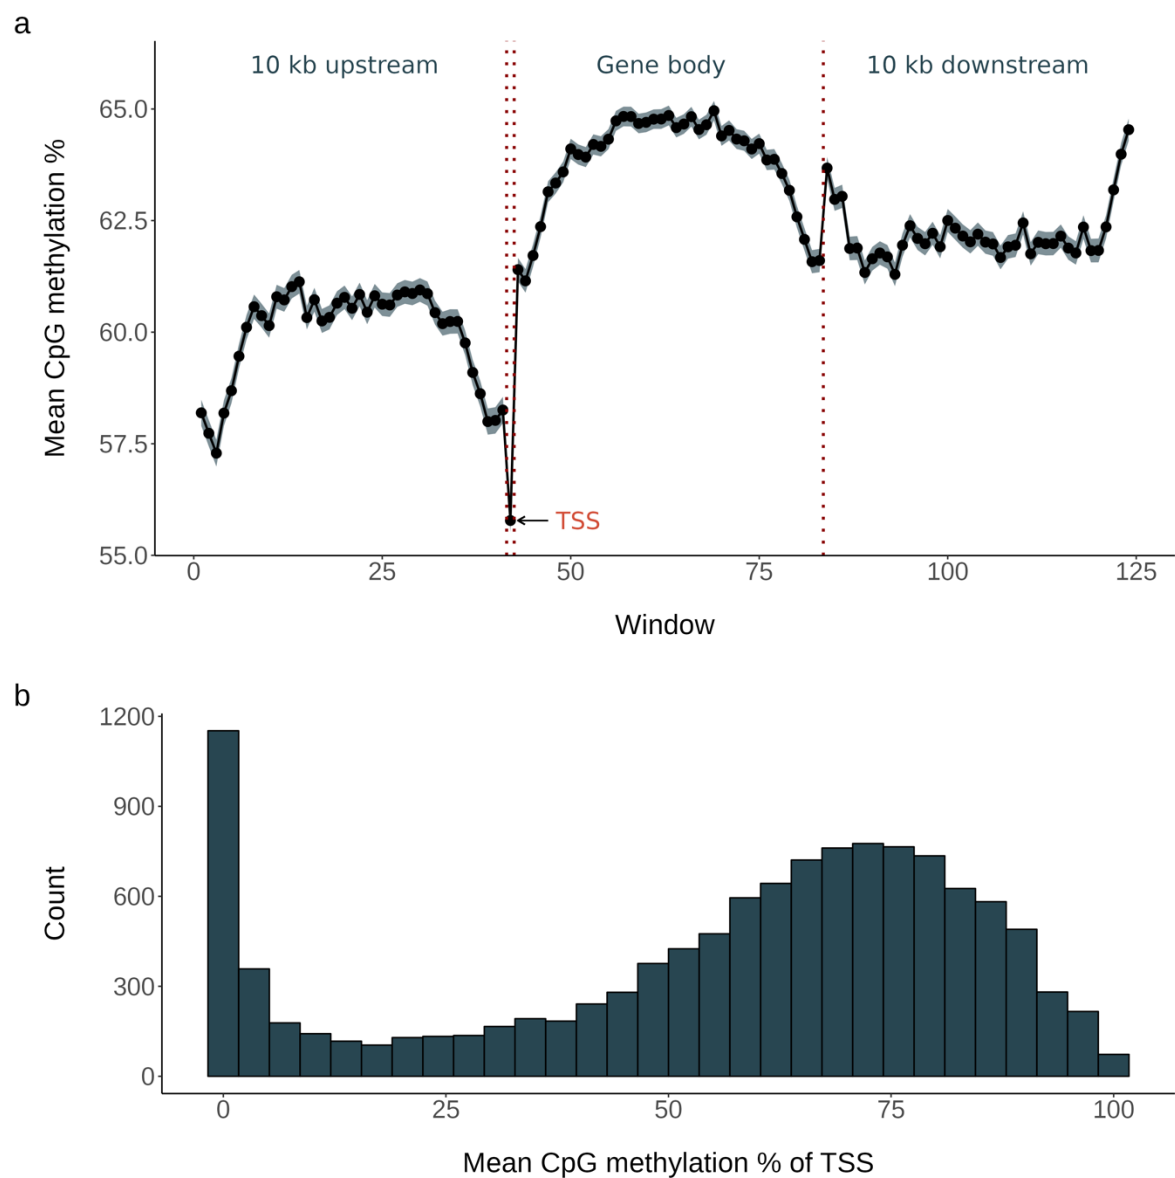 a
10 kb upstream
Gene body
10 kb downstream
65.0
62.5
60.0
57.5
55.0
Mean CpG methylation %
TSS
0 25 50 75 100 125
Window
b
1200
900
600
300
0
Count
0 25 50 75 100
Mean CpG methylation % of TSS